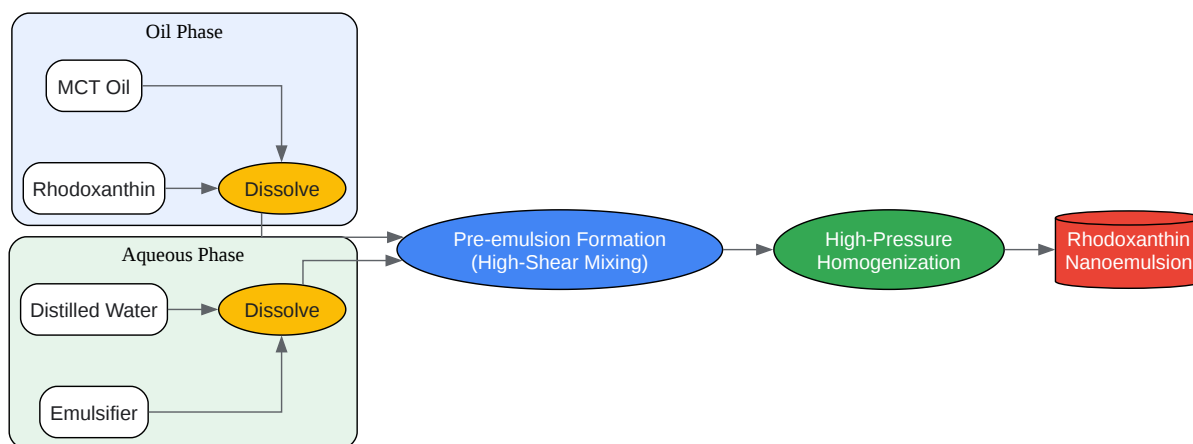 Oil Phase
MCT Oil
Rhodoxanthin
Dissolve
Aqueous Phase
Distilled Water
Dissolve
Emulsifier
Pre-emulsion Formation
(High-Shear Mixing)
High-Pressure
Homogenization
Rhodoxanthin
Nanoemulsion